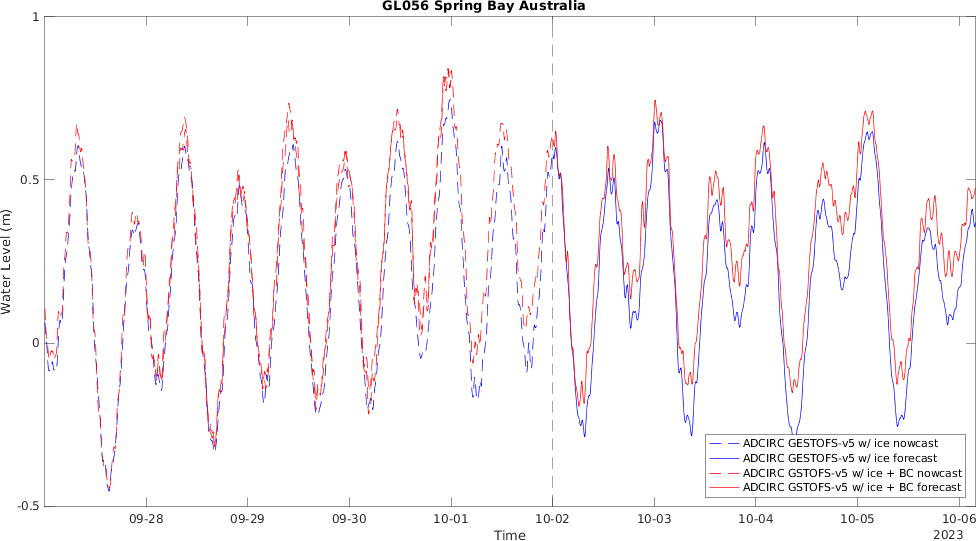 GL056 Spring Bay Australia
1
0.5
0
-0.5
Water Level (m)
09-28 09-29 09-30 10-01 10-02 10-03 10-04 10-05 10-06
2023
Time
ADCIRC GESTOFS-v5 w/ ice nowcast
ADCIRC GESTOFS-v5 w/ ice forecast
ADCIRC GSTOFS-v5 w/ ice + BC nowcast
ADCIRC GSTOFS-v5 w/ ice + BC forecast